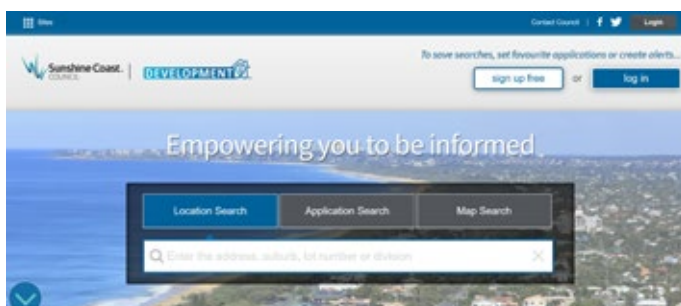 Sites
Contact Council | f Login
Sunshine Coast. | DEVELOPMENT.i
COUNCIL
To save searches, set favourite applications or create alerts...
sign up free or log in
Empowering you to be informed
Location Search Application Search Map Search
Enter the address, suburb, lot number or division